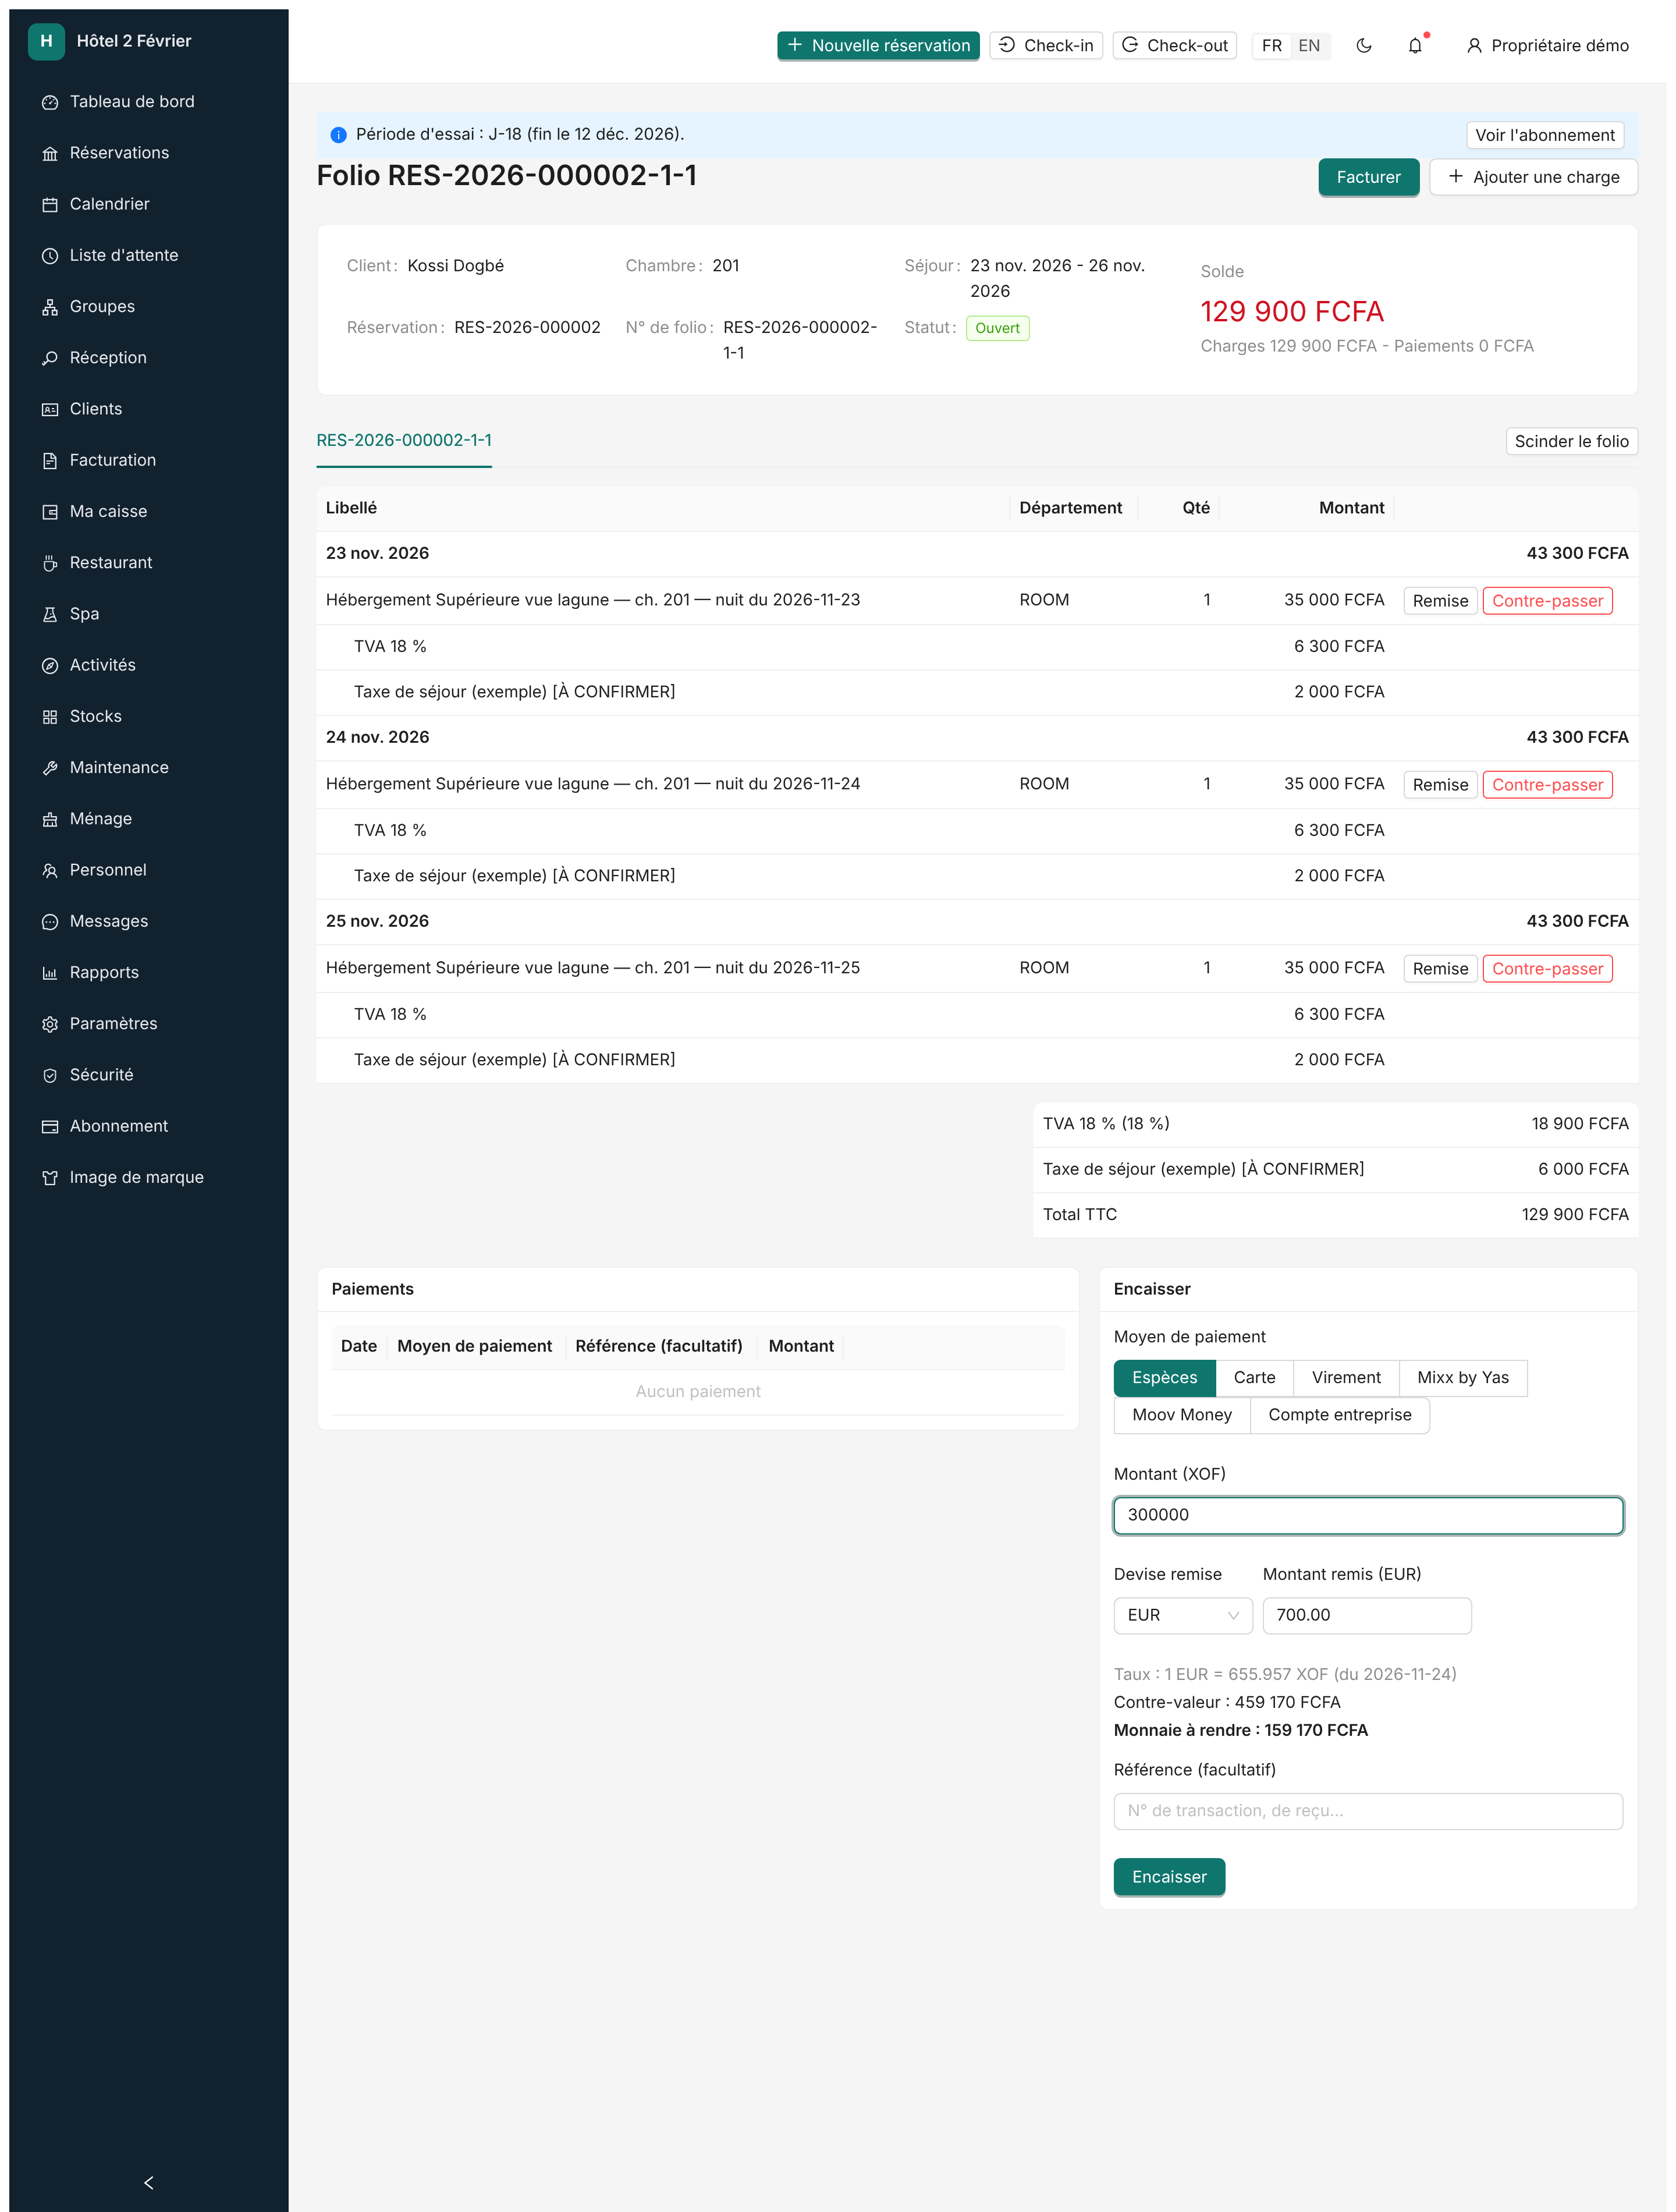 H Hôtel 2 Février
Nouvelle réservation
Check-in
Check-out
FR EN
Propriétaire démo
Tableau de bord
Réservations
Calendrier
Liste d'attente
Groupes
Réception
Clients
Facturation
Ma caisse
Restaurant
Spa
Activités
Stocks
Maintenance
Ménage
Personnel
Messages
Rapports
Paramètres
Sécurité
Abonnement
Image de marque
Période d'essai : J-18 (fin le 12 déc. 2026).
Voir l'abonnement
Folio RES-2026-000002-1-1
Facturer
Ajouter une charge
Client : Kossi Dogbé
Chambre : 201
Séjour : 23 nov. 2026 - 26 nov.
2026
Réservation : RES-2026-000002
N° de folio : RES-2026-000002-
1-1
Statut : Ouvert
Solde
129 900 FCFA
Charges 129 900 FCFA - Paiements 0 FCFA
RES-2026-000002-1-1
Scinder le folio
Libellé Département Qté Montant
23 nov. 2026 43 300 FCFA
Hébergement Supérieure vue lagune — ch. 201 — nuit du 2026-11-23 ROOM 1 35 000 FCFA Remise Contre-passer
TVA 18 % 6 300 FCFA
Taxe de séjour (exemple) [À CONFIRMER] 2 000 FCFA
24 nov. 2026 43 300 FCFA
Hébergement Supérieure vue lagune — ch. 201 — nuit du 2026-11-24 ROOM 1 35 000 FCFA Remise Contre-passer
TVA 18 % 6 300 FCFA
Taxe de séjour (exemple) [À CONFIRMER] 2 000 FCFA
25 nov. 2026 43 300 FCFA
Hébergement Supérieure vue lagune — ch. 201 — nuit du 2026-11-25 ROOM 1 35 000 FCFA Remise Contre-passer
TVA 18 % 6 300 FCFA
Taxe de séjour (exemple) [À CONFIRMER] 2 000 FCFA
TVA 18 % (18 %) 18 900 FCFA
Taxe de séjour (exemple) [À CONFIRMER] 6 000 FCFA
Total TTC 129 900 FCFA
Paiements
Date Moyen de paiement Référence (facultatif) Montant
Aucun paiement
Encaisser
Moyen de paiement
Espèces Carte Virement Mixx by Yas
Moov Money Compte entreprise
Montant (XOF)
300000
Devise remise Montant remis (EUR)
EUR 700.00
Taux : 1 EUR = 655.957 XOF (du 2026-11-24)
Contre-valeur : 459 170 FCFA
Monnaie à rendre : 159 170 FCFA
Référence (facultatif)
N° de transaction, de reçu...
Encaisser